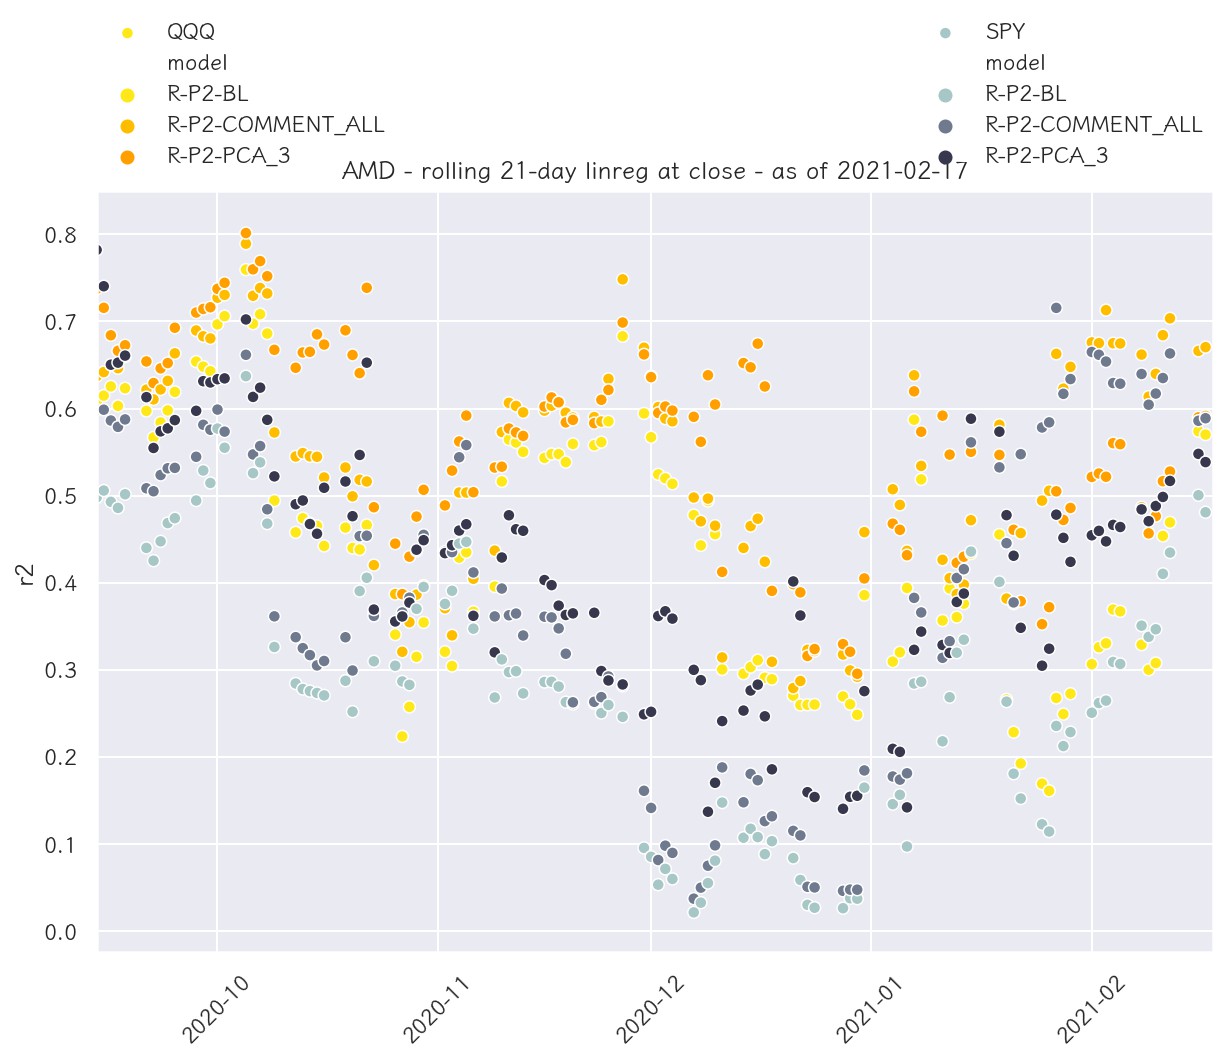 QQQ
model
R-P2-BL
R-P2-COMMENT_ALL
R-P2-PCA_3
SPY
model
R-P2-BL
R-P2-COMMENT_ALL
R-P2-PCA_3
AMD - rolling 21-day linreg at close - as of 2021-02-17
r2
0.8
0.7
0.6
0.5
0.4
0.3
0.2
0.1
0.0
2020-10
2020-11
2020-12
2021-01
2021-02